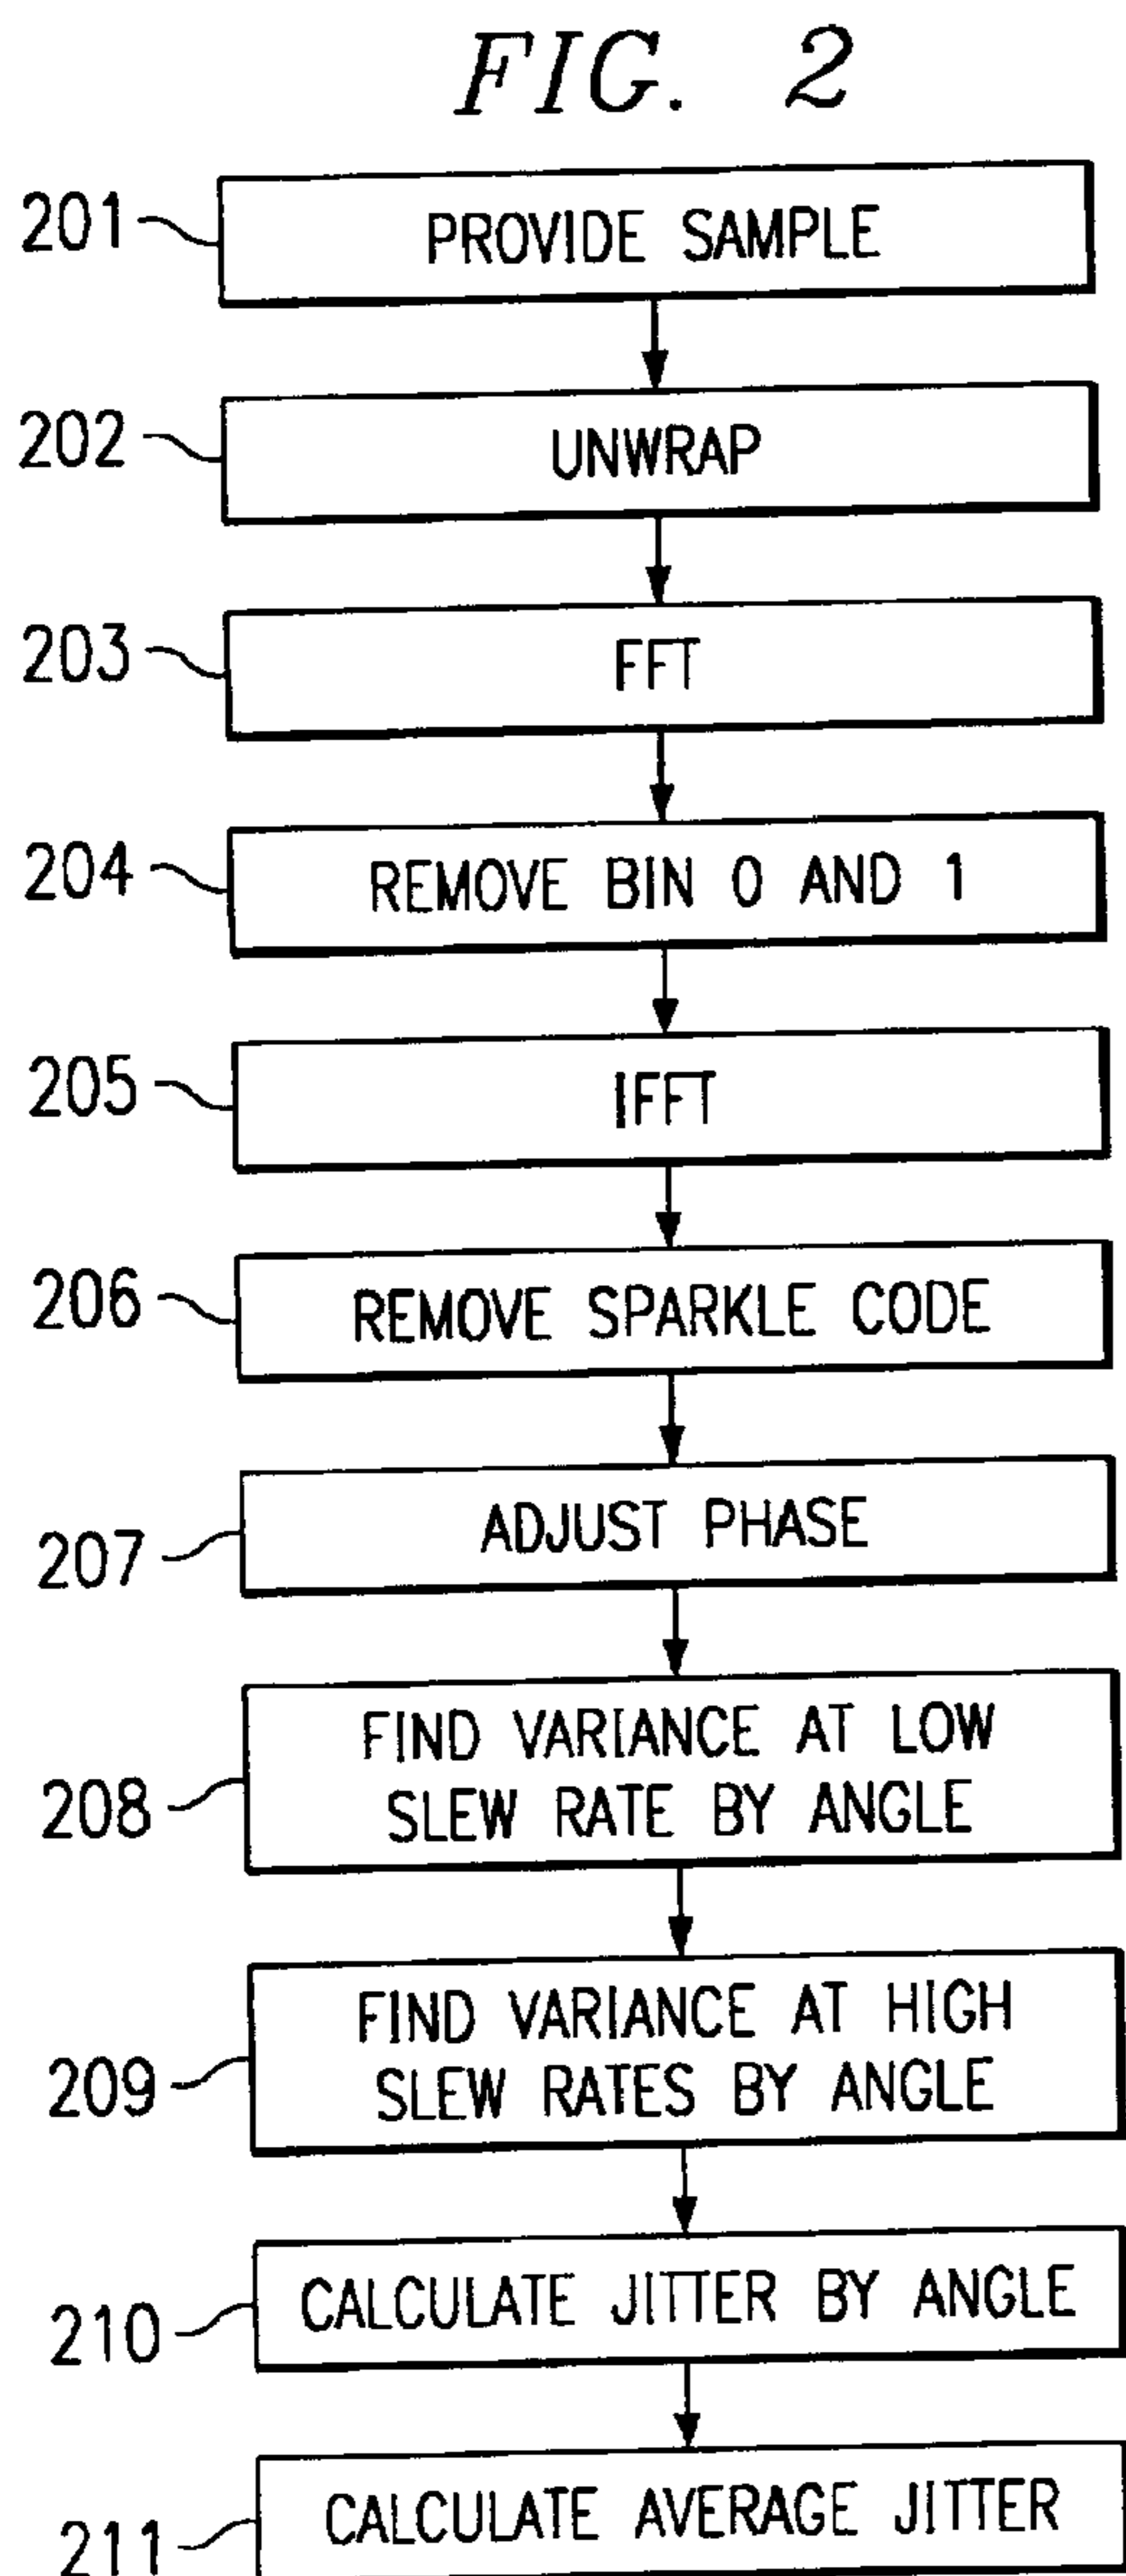 FIG. 2
201
PROVIDE SAMPLE
202
UNWRAP
203
FFT
204
REMOVE BIN 0 AND 1
205
IFFT
206
REMOVE SPARKLE CODE
207
ADJUST PHASE
208
FIND VARIANCE AT LOW
SLEW RATE BY ANGLE
209
FIND VARIANCE AT HIGH
SLEW RATES BY ANGLE
210
CALCULATE JITTER BY ANGLE
211
CALCULATE AVERAGE JITTER